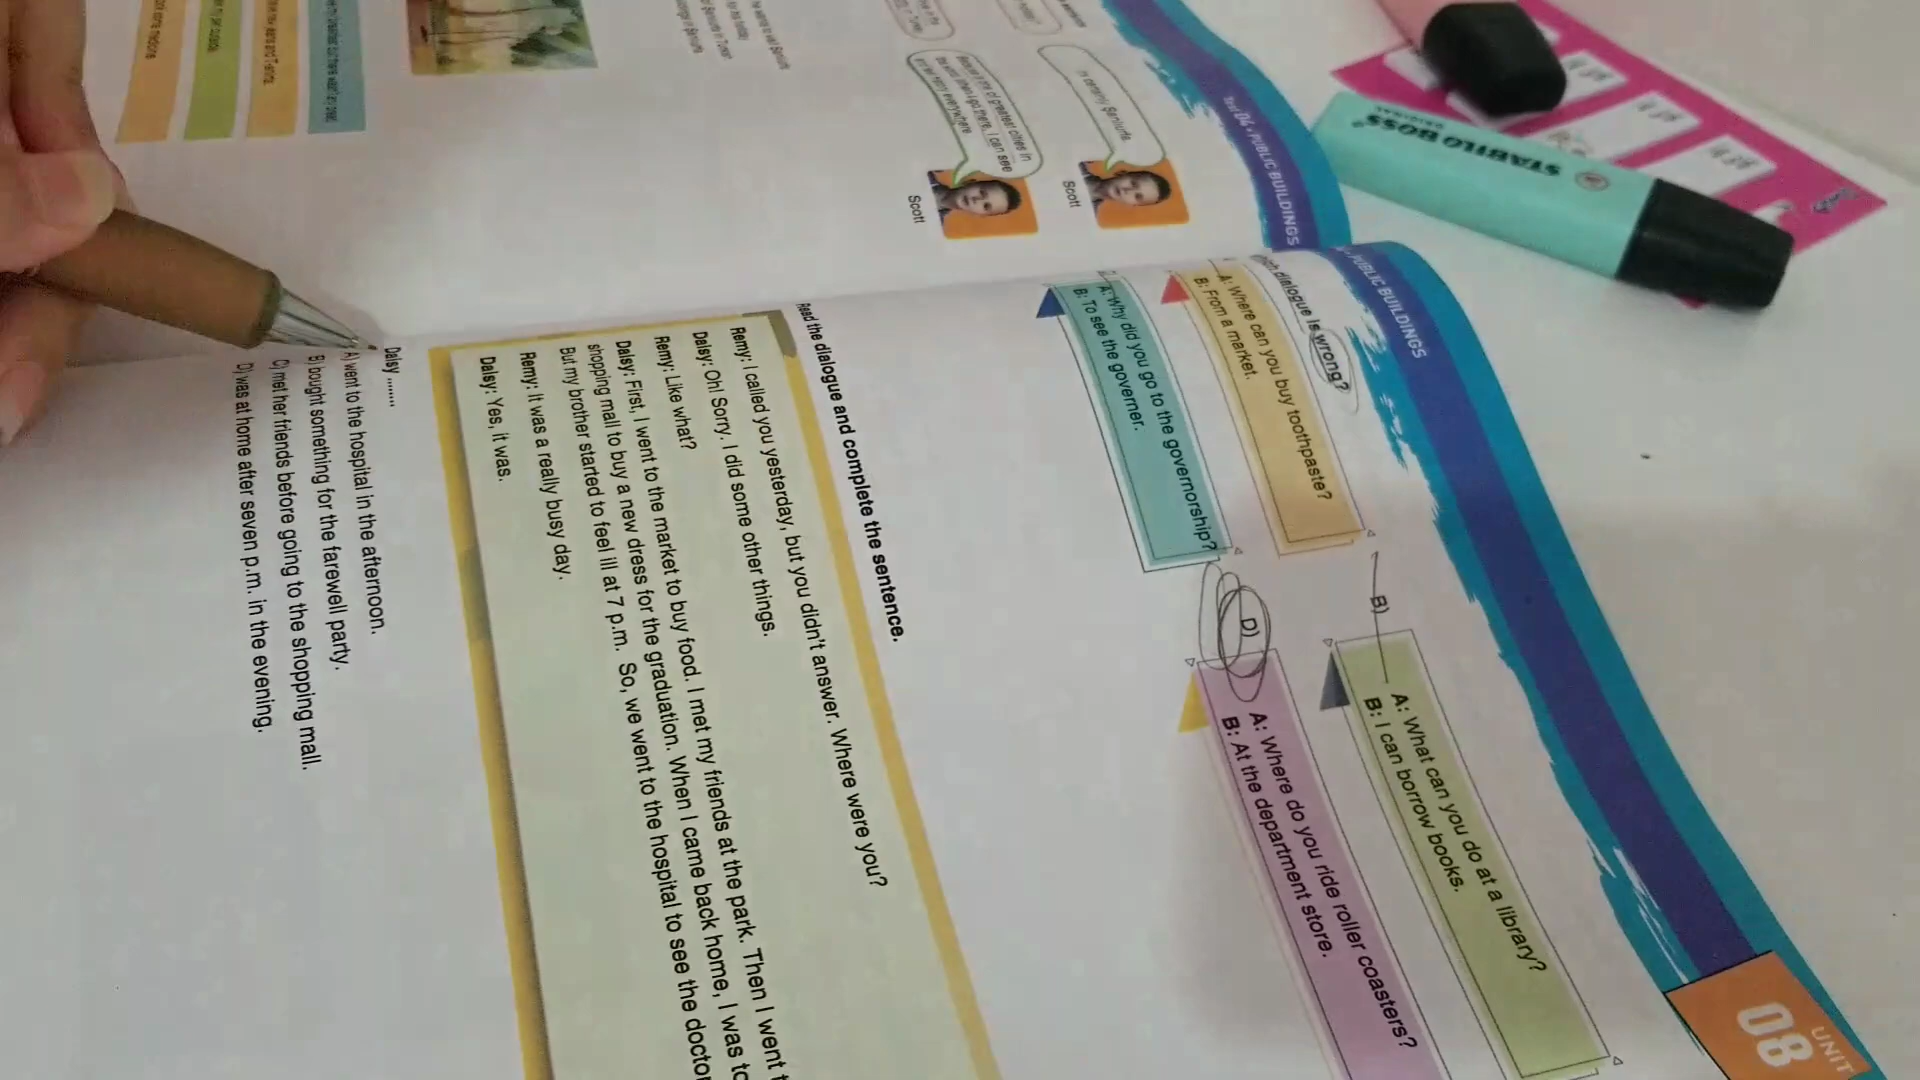 Test 04 • PUBLIC BUILDINGS
It certainly Şanlıurfa.
Scott
Scott
PUBLIC BUILDINGS
UNIT
08
dialogue is wrong?
A: Where can you buy toothpaste?
B: From a market.
B)
A: What can you do at a library?
B: I can borrow books.
A: Why did you go to the governorship?
B: To see the governer.
D)
A: Where do you ride roller coasters?
B: At the department store.
Read the dialogue and complete the sentence.
Remy: I called you yesterday, but you didn't answer. Where were you?
Daisy: Oh! Sorry. I did some other things.
Remy: Like what?
Daisy: First, I went to the market to buy food. I met my friends at the park. Then I went
shopping mall to buy a new dress for the graduation. When I came back home, I was
But my brother started to feel ill at 7 p.m. So, we went to the hospital to see the
Remy: It was a really busy day.
Daisy: Yes, it was.
Daisy ........
A) went to the hospital in the afternoon.
B) bought something for the farewell party.
C) met her friends before going to the shopping mall.
D) was at home after seven p.m. in the evening.
STABILO BOSS
ORIGINAL